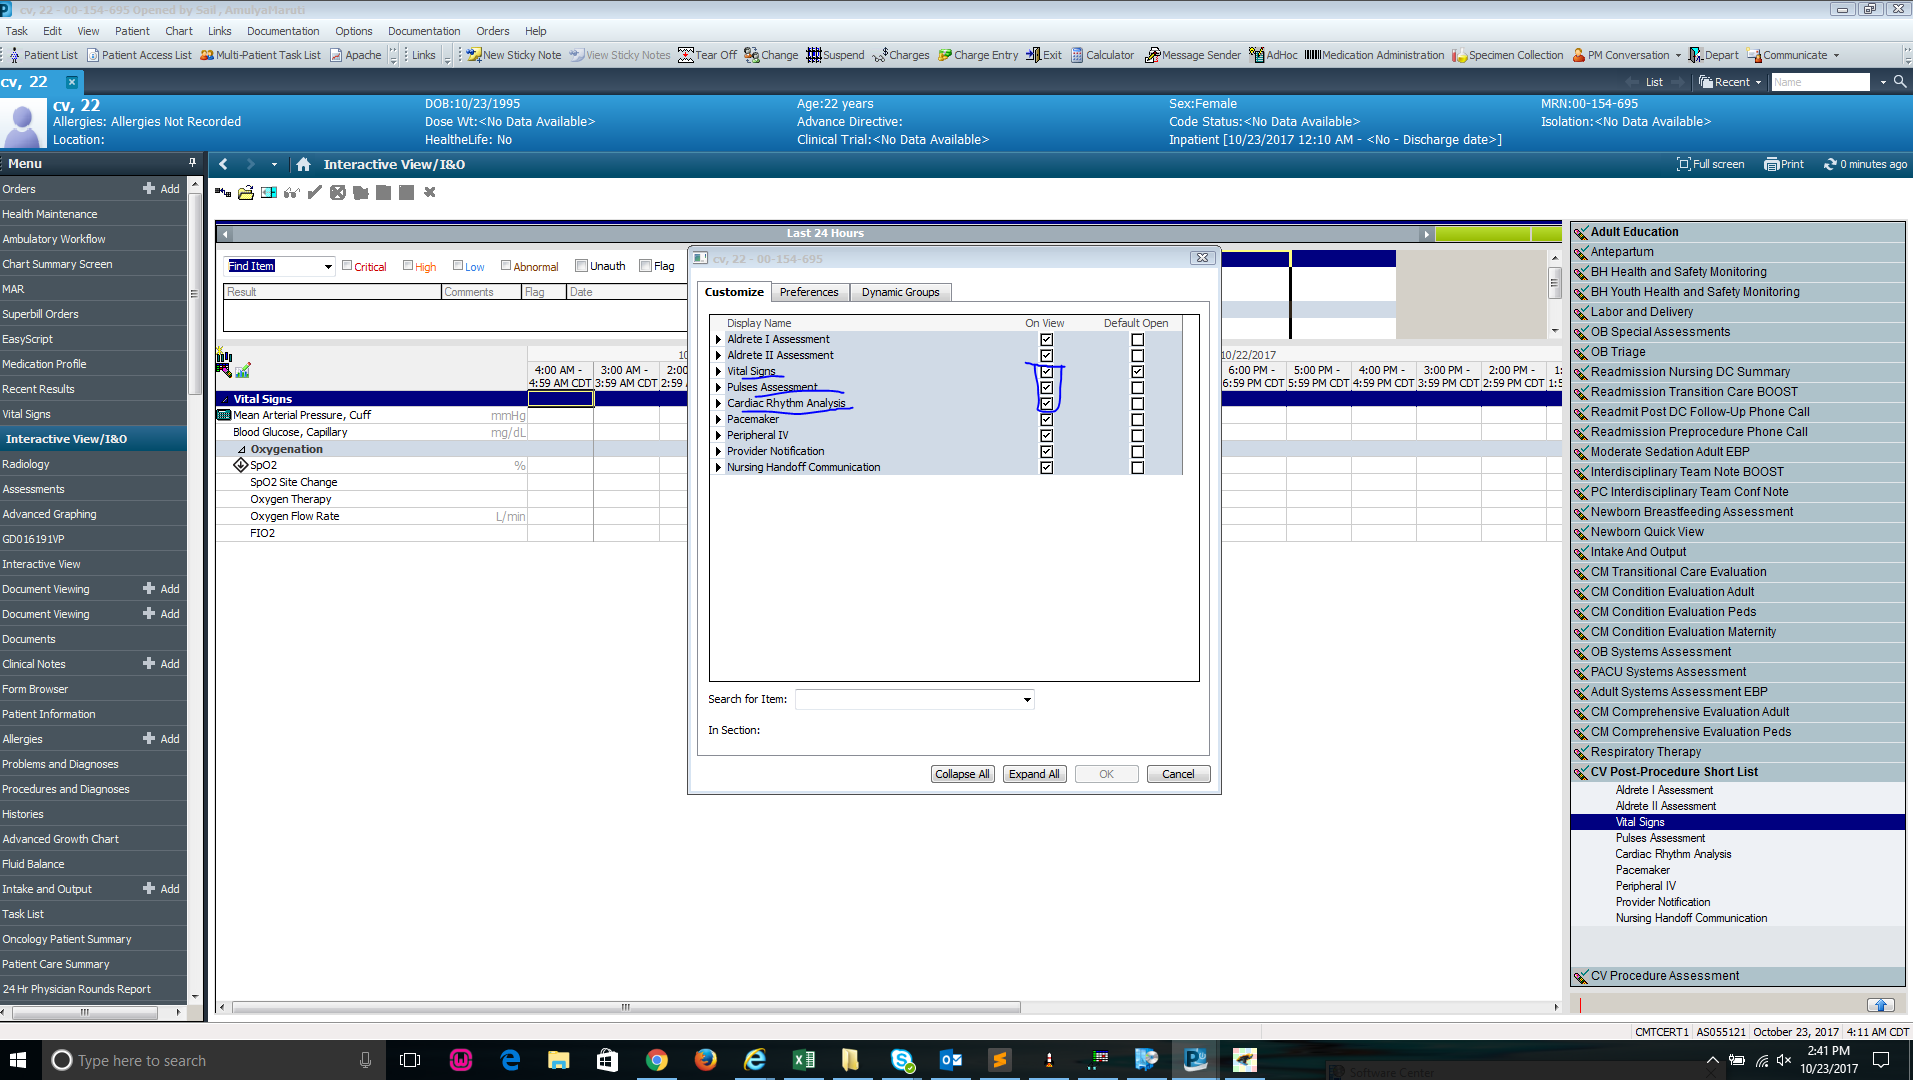 cv, 22 - 00-154-695 Opened by Sail , AmulyaMaruti
Task Edit View Patient Chart Links Documentation Options Documentation Orders Help
Patient List Patient Access List Multi-Patient Task List Apache Links New Sticky Note View Sticky Notes Tear Off Change Suspend Charges Charge Entry Exit Calculator Message Sender AdHoc Medication Administration Specimen Collection PM Conversation Depart Communicate
cv, 22 List Recent Name
cv, 22 DOB:10/23/1995 Age:22 years Sex:Female MRN:00-154-695
Allergies: Allergies Not Recorded Dose Wt:<No Data Available> Advance Directive: Code Status:<No Data Available> Isolation:<No Data Available>
Location: HealtheLife: No Clinical Trial:<No Data Available> Inpatient [10/23/2017 12:10 AM - <No - Discharge date>]
Menu
Orders Add
Health Maintenance
Ambulatory Workflow
Chart Summary Screen
MAR
Superbill Orders
EasyScript
Medication Profile
Recent Results
Vital Signs
Interactive View/I&O
Radiology
Assessments
Advanced Graphing
GD016191VP
Interactive View
Document Viewing Add
Document Viewing Add
Documents
Clinical Notes Add
Form Browser
Patient Information
Allergies Add
Problems and Diagnoses
Procedures and Diagnoses
Histories
Advanced Growth Chart
Fluid Balance
Intake and Output Add
Task List
Oncology Patient Summary
Patient Care Summary
24 Hr Physician Rounds Report
Interactive View/I&O Full screen Print 0 minutes ago
Last 24 Hours
Find Item Critical High Low Abnormal Unauth Flag
Result Comments Flag Date
10 10/22/2017
4:00 AM - 3:00 AM - 2:00 6:00 PM - 5:00 PM - 4:00 PM - 3:00 PM - 2:00 PM - 1:
4:59 AM CDT 3:59 AM CDT 2:59 6:59 PM CDT 5:59 PM CDT 4:59 PM CDT 3:59 PM CDT 2:59 PM CDT 1:5
Vital Signs
Mean Arterial Pressure, Cuff mmHg
Blood Glucose, Capillary mg/dL
Oxygenation
SpO2 %
SpO2 Site Change
Oxygen Therapy
Oxygen Flow Rate L/min
FIO2
cv, 22 - 00-154-695
Customize Preferences Dynamic Groups
Display Name On View Default Open
Aldrete I Assessment
Aldrete II Assessment
Vital Signs
Pulses Assessment
Cardiac Rhythm Analysis
Pacemaker
Peripheral IV
Provider Notification
Nursing Handoff Communication
Search for Item:
In Section:
Collapse All Expand All OK Cancel
Adult Education
Antepartum
BH Health and Safety Monitoring
BH Youth Health and Safety Monitoring
Labor and Delivery
OB Special Assessments
OB Triage
Readmission Nursing DC Summary
Readmission Transition Care BOOST
Readmit Post DC Follow-Up Phone Call
Readmission Preprocedure Phone Call
Moderate Sedation Adult EBP
Interdisciplinary Team Note BOOST
PC Interdisciplinary Team Conf Note
Newborn Breastfeeding Assessment
Newborn Quick View
Intake And Output
CM Transitional Care Evaluation
CM Condition Evaluation Adult
CM Condition Evaluation Peds
CM Condition Evaluation Maternity
OB Systems Assessment
PACU Systems Assessment
Adult Systems Assessment EBP
CM Comprehensive Evaluation Adult
CM Comprehensive Evaluation Peds
Respiratory Therapy
CV Post-Procedure Short List
Aldrete I Assessment
Aldrete II Assessment
Vital Signs
Pulses Assessment
Cardiac Rhythm Analysis
Pacemaker
Peripheral IV
Provider Notification
Nursing Handoff Communication
CV Procedure Assessment
CMTCERT1 AS055121 October 23, 2017 4:11 AM CDT
Type here to search
Software Center
2:41 PM
10/23/2017